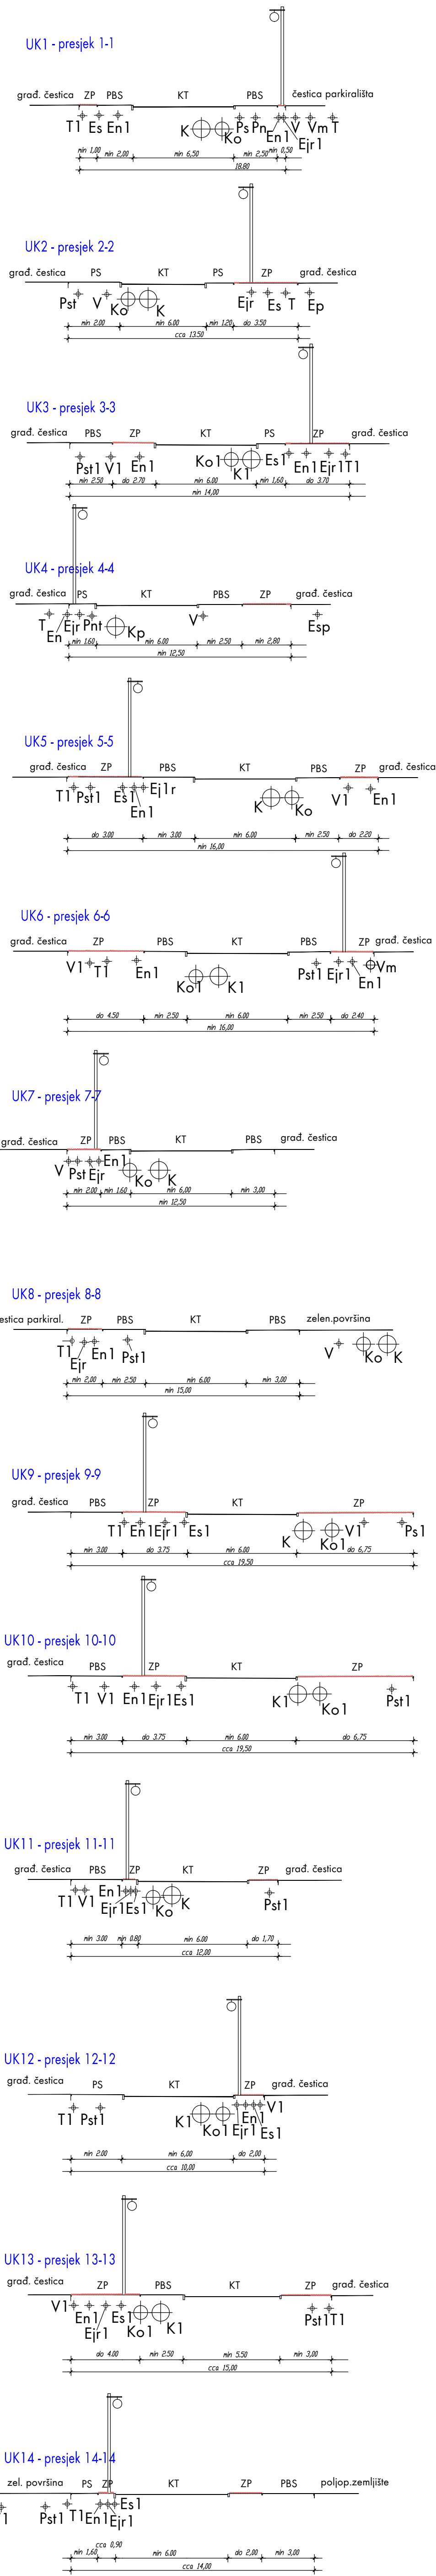 UK1 - presjek 1-1
građ. čestica ZP PBS KT PBS čestica parkirališta
T1 Es En1 K Ko Ps Pn En1 V Ejr1 Vm T
min 1,00 min 2,00 min 6,50 min 2,50 min 0,50
18.80
UK2 - presjek 2-2
građ. čestica PS KT PS ZP građ. čestica
Pst V Ko K Ejr Es T Ep
min 2.00 min 6.00 min 1.20 do 3.50
cca 13.50
UK3 - presjek 3-3
građ. čestica PBS ZP KT PS ZP građ. čestica
Pst1 V1 En1 Ko1 K1 Es1 En1 Ejr1 T1
min 2.50 do 2.70 min 6.00 min 1,60 do 3.70
min 14,00
UK4 - presjek 4-4
građ. čestica PS KT PBS ZP građ. čestica
T En Ejr Pnt Kp V Esp
min 1.60 min 6.00 min 2.50 min 2,80
min 12,50
UK5 - presjek 5-5
građ. čestica ZP PBS KT PBS ZP građ. čestica
T1 Pst1 Es1 En1 Ej1r K Ko V1 En1
do 3.00 min 3.00 min 6.00 min 2.50 do 2.20
min 16,00
UK6 - presjek 6-6
građ. čestica ZP PBS KT PBS ZP građ. čestica
V1 T1 En1 Ko1 K1 Pst1 Ejr1 En1 Vm
do 4.50 min 2.50 min 6.00 min 2.50 do 2.40
min 16,00
UK7 - presjek 7-7
građ. čestica ZP PBS KT PBS građ. čestica
V Pst Ejr En1 Ko K
min 2.00 min 1.60 min 6,00 min 3,00
min 12,50
UK8 - presjek 8-8
estica parkiral. ZP PBS KT PBS zelen.površina
T1 Ejr En1 Pst1 V Ko K
min 2,00 min 2.50 min 6.00 min 3,00
min 15,00
UK9 - presjek 9-9
građ. čestica PBS ZP KT ZP
T1 En1 Ejr1 Es1 K Ko1 V1 Ps1
min 3.00 do 3.75 min 6.00 do 6,75
cca 19,50
UK10 - presjek 10-10
građ. čestica PBS ZP KT ZP
T1 V1 En1 Ejr1 Es1 K1 Ko1 Pst1
min 3.00 do 3.75 min 6.00 do 6,75
cca 19,50
UK11 - presjek 11-11
građ. čestica PBS ZP KT ZP građ. čestica
T1 V1 En1 Ejr1 Es1 Ko K Pst1
min 3.00 min 0.80 min 6.00 do 1,70
cca 12,00
UK12 - presjek 12-12
građ. čestica PS KT ZP građ. čestica
T1 Pst1 K1 Ko1 Ejr1 En1 Es1 V1
min 2.00 min 6,00 do 2,00
cca 10,00
UK13 - presjek 13-13
građ. čestica ZP PBS KT ZP građ. čestica
V1 En1 Ejr1 Es1 Ko1 K1 Pst1 T1
do 4.00 min 2.50 min 5.50 min 3,00
cca 15,00
UK14 - presjek 14-14
zel. površina PS ZP KT ZP PBS poljop.zemljište
1 Pst1 T1 En1 Ejr1 Es1
cca 0,90
min 1,60 min 6.00 do 2,00 min 3,00
cca 14,00